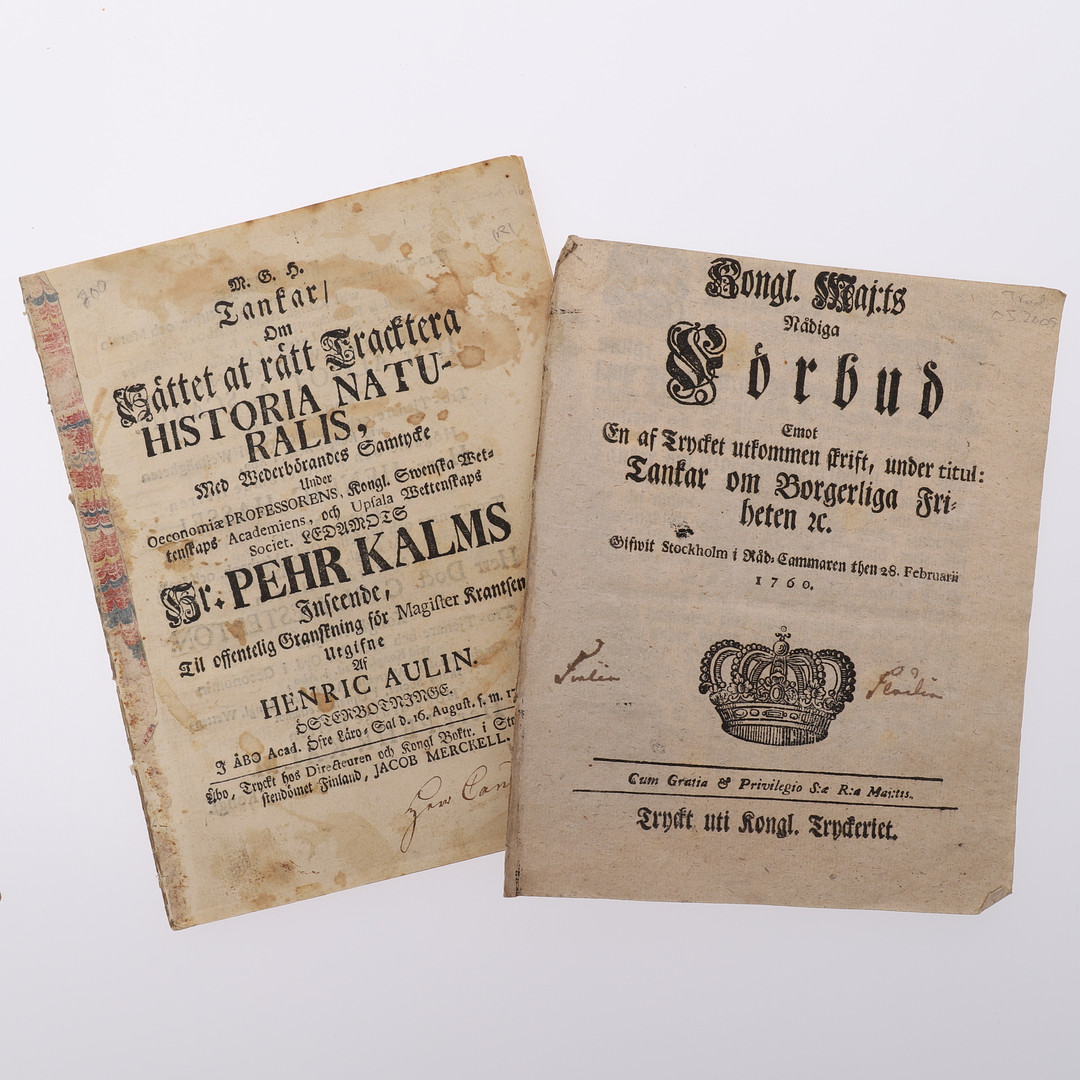 300
M. G. H.
Tankar/
Om
Sättet at rätt Tracktera
HISTORIA NATU-
RALIS,
Med Wederbörandes Samtycke
Under
Oeconomiæ PROFESSORENS, Kongl. Swenska Wet-
tenskaps Academiens, och Upsala Wettenskaps
Societ. LEDAMOTS
Hr. PEHR KALMS
Inseende,
Til offentelig Granskning för Magister Krantsen
Utgifne
Af
HENRIC AULIN.
ÖSTERBOTNINGE.
J ÅBO Acad. Öfre Läro-Sal d. 16. August. f. m. 17
Åbo, Tryckt hos Directeuren och Kongl Boktr. i
stendömet Finland, JACOB MERCKELL.
Kongl. Maj:ts
Nådiga
Förbud
Emot
En af Trycket utkommen skrift, under titul:
Tankar om Borgerliga Fri-
heten ꝛc.
Gifwit Stockholm i Råd-Cammaren then 28. Februarii
1760.
Cum Gratia & Privilegio S:æ R:æ Maj:tis.
Tryckt uti Kongl. Tryckeriet.